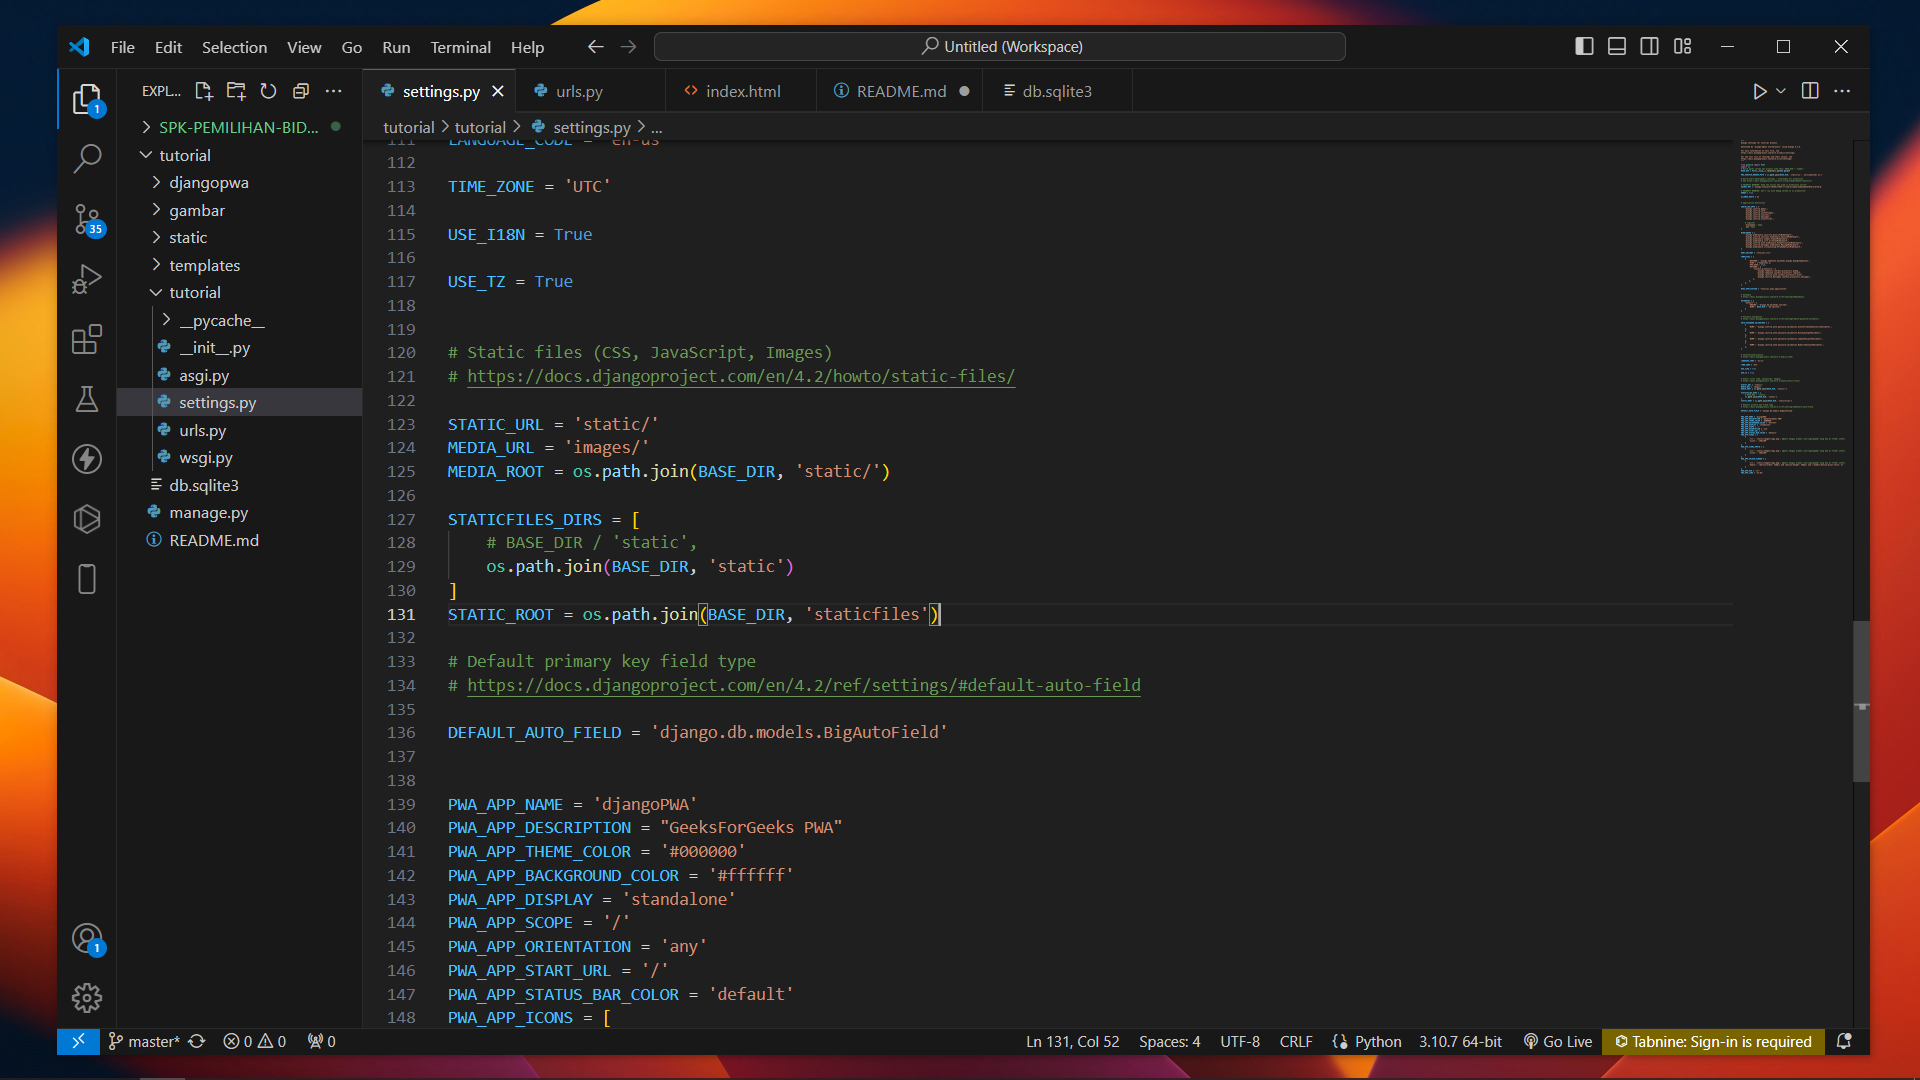 File Edit Selection View Go Run Terminal Help
Untitled (Workspace)
EXPL...
settings.py
urls.py
index.html
README.md
db.sqlite3
tutorial > tutorial > settings.py > ...
1
35
SPK-PEMILIHAN-BID...
tutorial
djangopwa
gambar
static
templates
tutorial
__pycache__
__init__.py
asgi.py
settings.py
urls.py
wsgi.py
db.sqlite3
manage.py
README.md
1
111 LANGUAGE_CODE = 'en-us'
112
113 TIME_ZONE = 'UTC'
114
115 USE_I18N = True
116
117 USE_TZ = True
118
119
120 # Static files (CSS, JavaScript, Images)
121 # https://docs.djangoproject.com/en/4.2/howto/static-files/
122
123 STATIC_URL = 'static/'
124 MEDIA_URL = 'images/'
125 MEDIA_ROOT = os.path.join(BASE_DIR, 'static/')
126
127 STATICFILES_DIRS = [
128     # BASE_DIR / 'static',
129     os.path.join(BASE_DIR, 'static')
130 ]
131 STATIC_ROOT = os.path.join(BASE_DIR, 'staticfiles')
132
133 # Default primary key field type
134 # https://docs.djangoproject.com/en/4.2/ref/settings/#default-auto-field
135
136 DEFAULT_AUTO_FIELD = 'django.db.models.BigAutoField'
137
138
139 PWA_APP_NAME = 'djangoPWA'
140 PWA_APP_DESCRIPTION = "GeeksForGeeks PWA"
141 PWA_APP_THEME_COLOR = '#000000'
142 PWA_APP_BACKGROUND_COLOR = '#ffffff'
143 PWA_APP_DISPLAY = 'standalone'
144 PWA_APP_SCOPE = '/'
145 PWA_APP_ORIENTATION = 'any'
146 PWA_APP_START_URL = '/'
147 PWA_APP_STATUS_BAR_COLOR = 'default'
148 PWA_APP_ICONS = [
master* 0 0 0 Ln 131, Col 52 Spaces: 4 UTF-8 CRLF Python 3.10.7 64-bit Go Live Tabnine: Sign-in is required